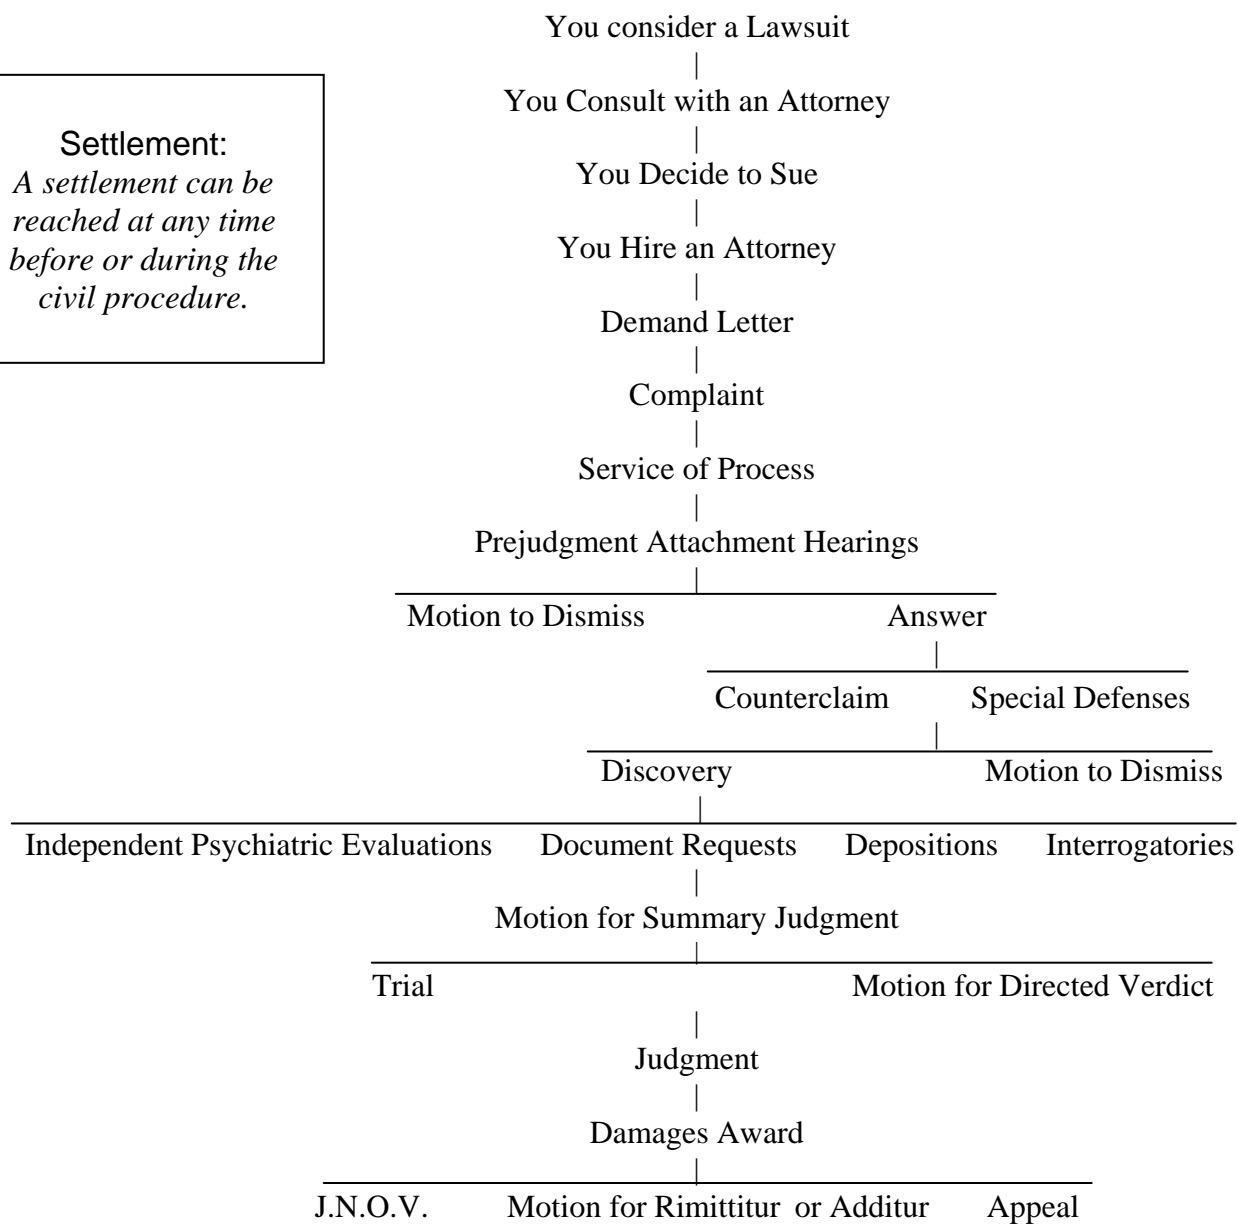 You consider a Lawsuit
Settlement:
A settlement can be
reached at any time
before or during the
civil procedure.
You Consult with an Attorney
You Decide to Sue
You Hire an Attorney
Demand Letter
Complaint
Service of Process
Prejudgment Attachment Hearings
Motion to Dismiss Answer
Counterclaim Special Defenses
Discovery Motion to Dismiss
Independent Psychiatric Evaluations Document Requests Depositions Interrogatories
Motion for Summary Judgment
Trial Motion for Directed Verdict
Judgment
Damages Award
J.N.O.V. Motion for Rimittitur or Additur Appeal